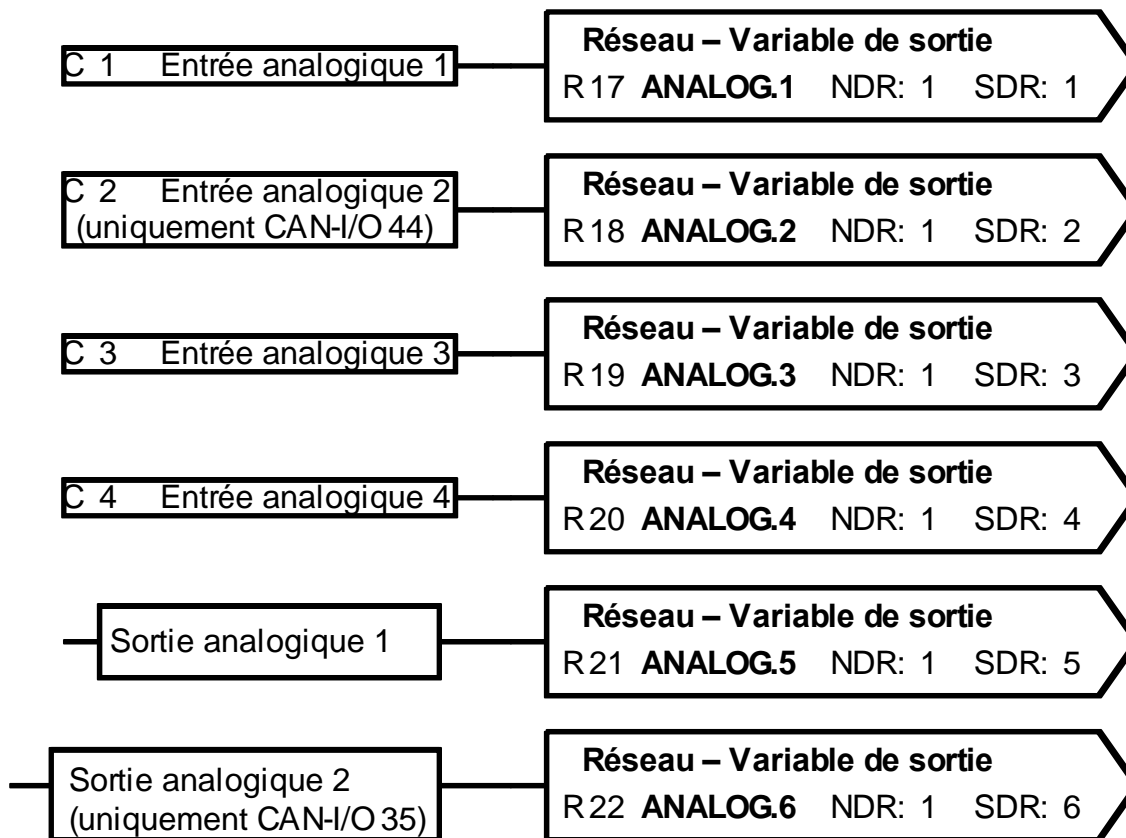 Réseau – Variable de sortie
C 1 Entrée analogique 1
R17 ANALOG.1 NDR: 1 SDR: 1
Réseau – Variable de sortie
C 2 Entrée analogique 2
(uniquement CAN-I/O 44)
R18 ANALOG.2 NDR: 1 SDR: 2
Réseau – Variable de sortie
C 3 Entrée analogique 3
R19 ANALOG.3 NDR: 1 SDR: 3
Réseau – Variable de sortie
C 4 Entrée analogique 4
R20 ANALOG.4 NDR: 1 SDR: 4
Réseau – Variable de sortie
Sortie analogique 1
R21 ANALOG.5 NDR: 1 SDR: 5
Réseau – Variable de sortie
Sortie analogique 2
(uniquement CAN-I/O 35)
R22 ANALOG.6 NDR: 1 SDR: 6